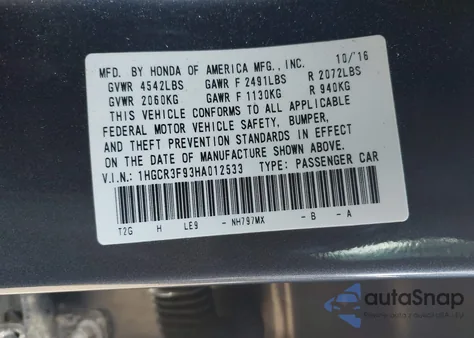 MFD. BY HONDA OF AMERICA MFG., INC. 10/'16
GVWR 4542LBS GAWR F 2491LBS R 2072LBS
GVWR 2060KG GAWR F 1130KG R 940KG
THIS VEHICLE CONFORMS TO ALL APPLICABLE
FEDERAL MOTOR VEHICLE SAFETY, BUMPER,
AND THEFT PREVENTION STANDARDS IN EFFECT
ON THE DATE OF MANUFACTURE SHOWN ABOVE.
V.I.N.: 1HGCR3F93HA012533 TYPE: PASSENGER CAR
T2G H LE9 - NH797MX - B - A
autoSnap